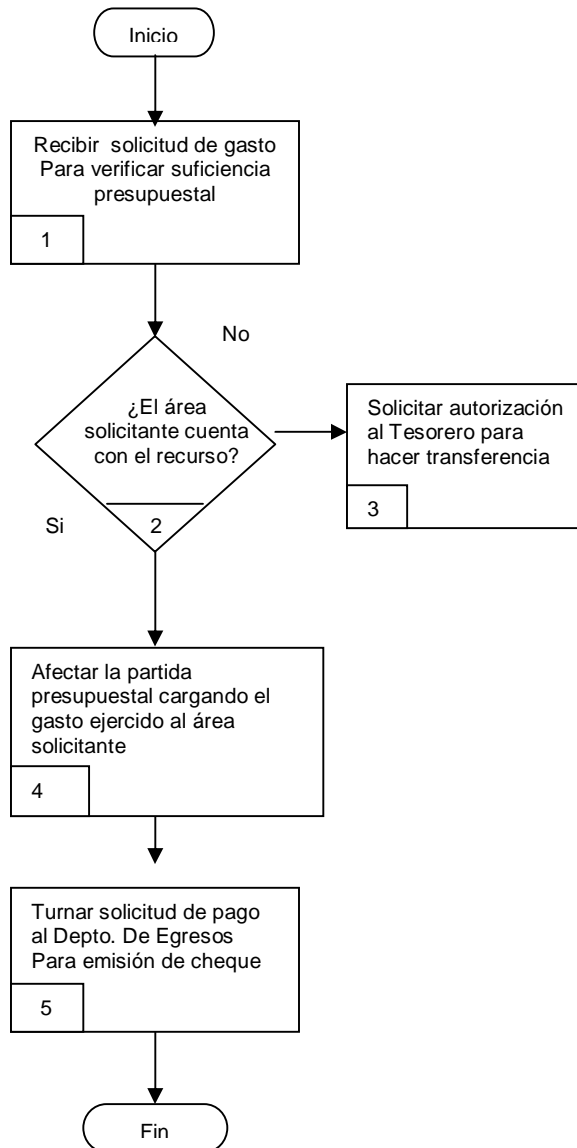 Inicio
Recibir solicitud de gasto
Para verificar suficiencia
presupuestal
1
No
¿El área
solicitante cuenta
con el recurso?
Si
2
Solicitar autorización
al Tesorero para
hacer transferencia
3
Afectar la partida
presupuestal cargando el
gasto ejercido al área
solicitante
4
Turnar solicitud de pago
al Depto. De Egresos
Para emisión de cheque
5
Fin